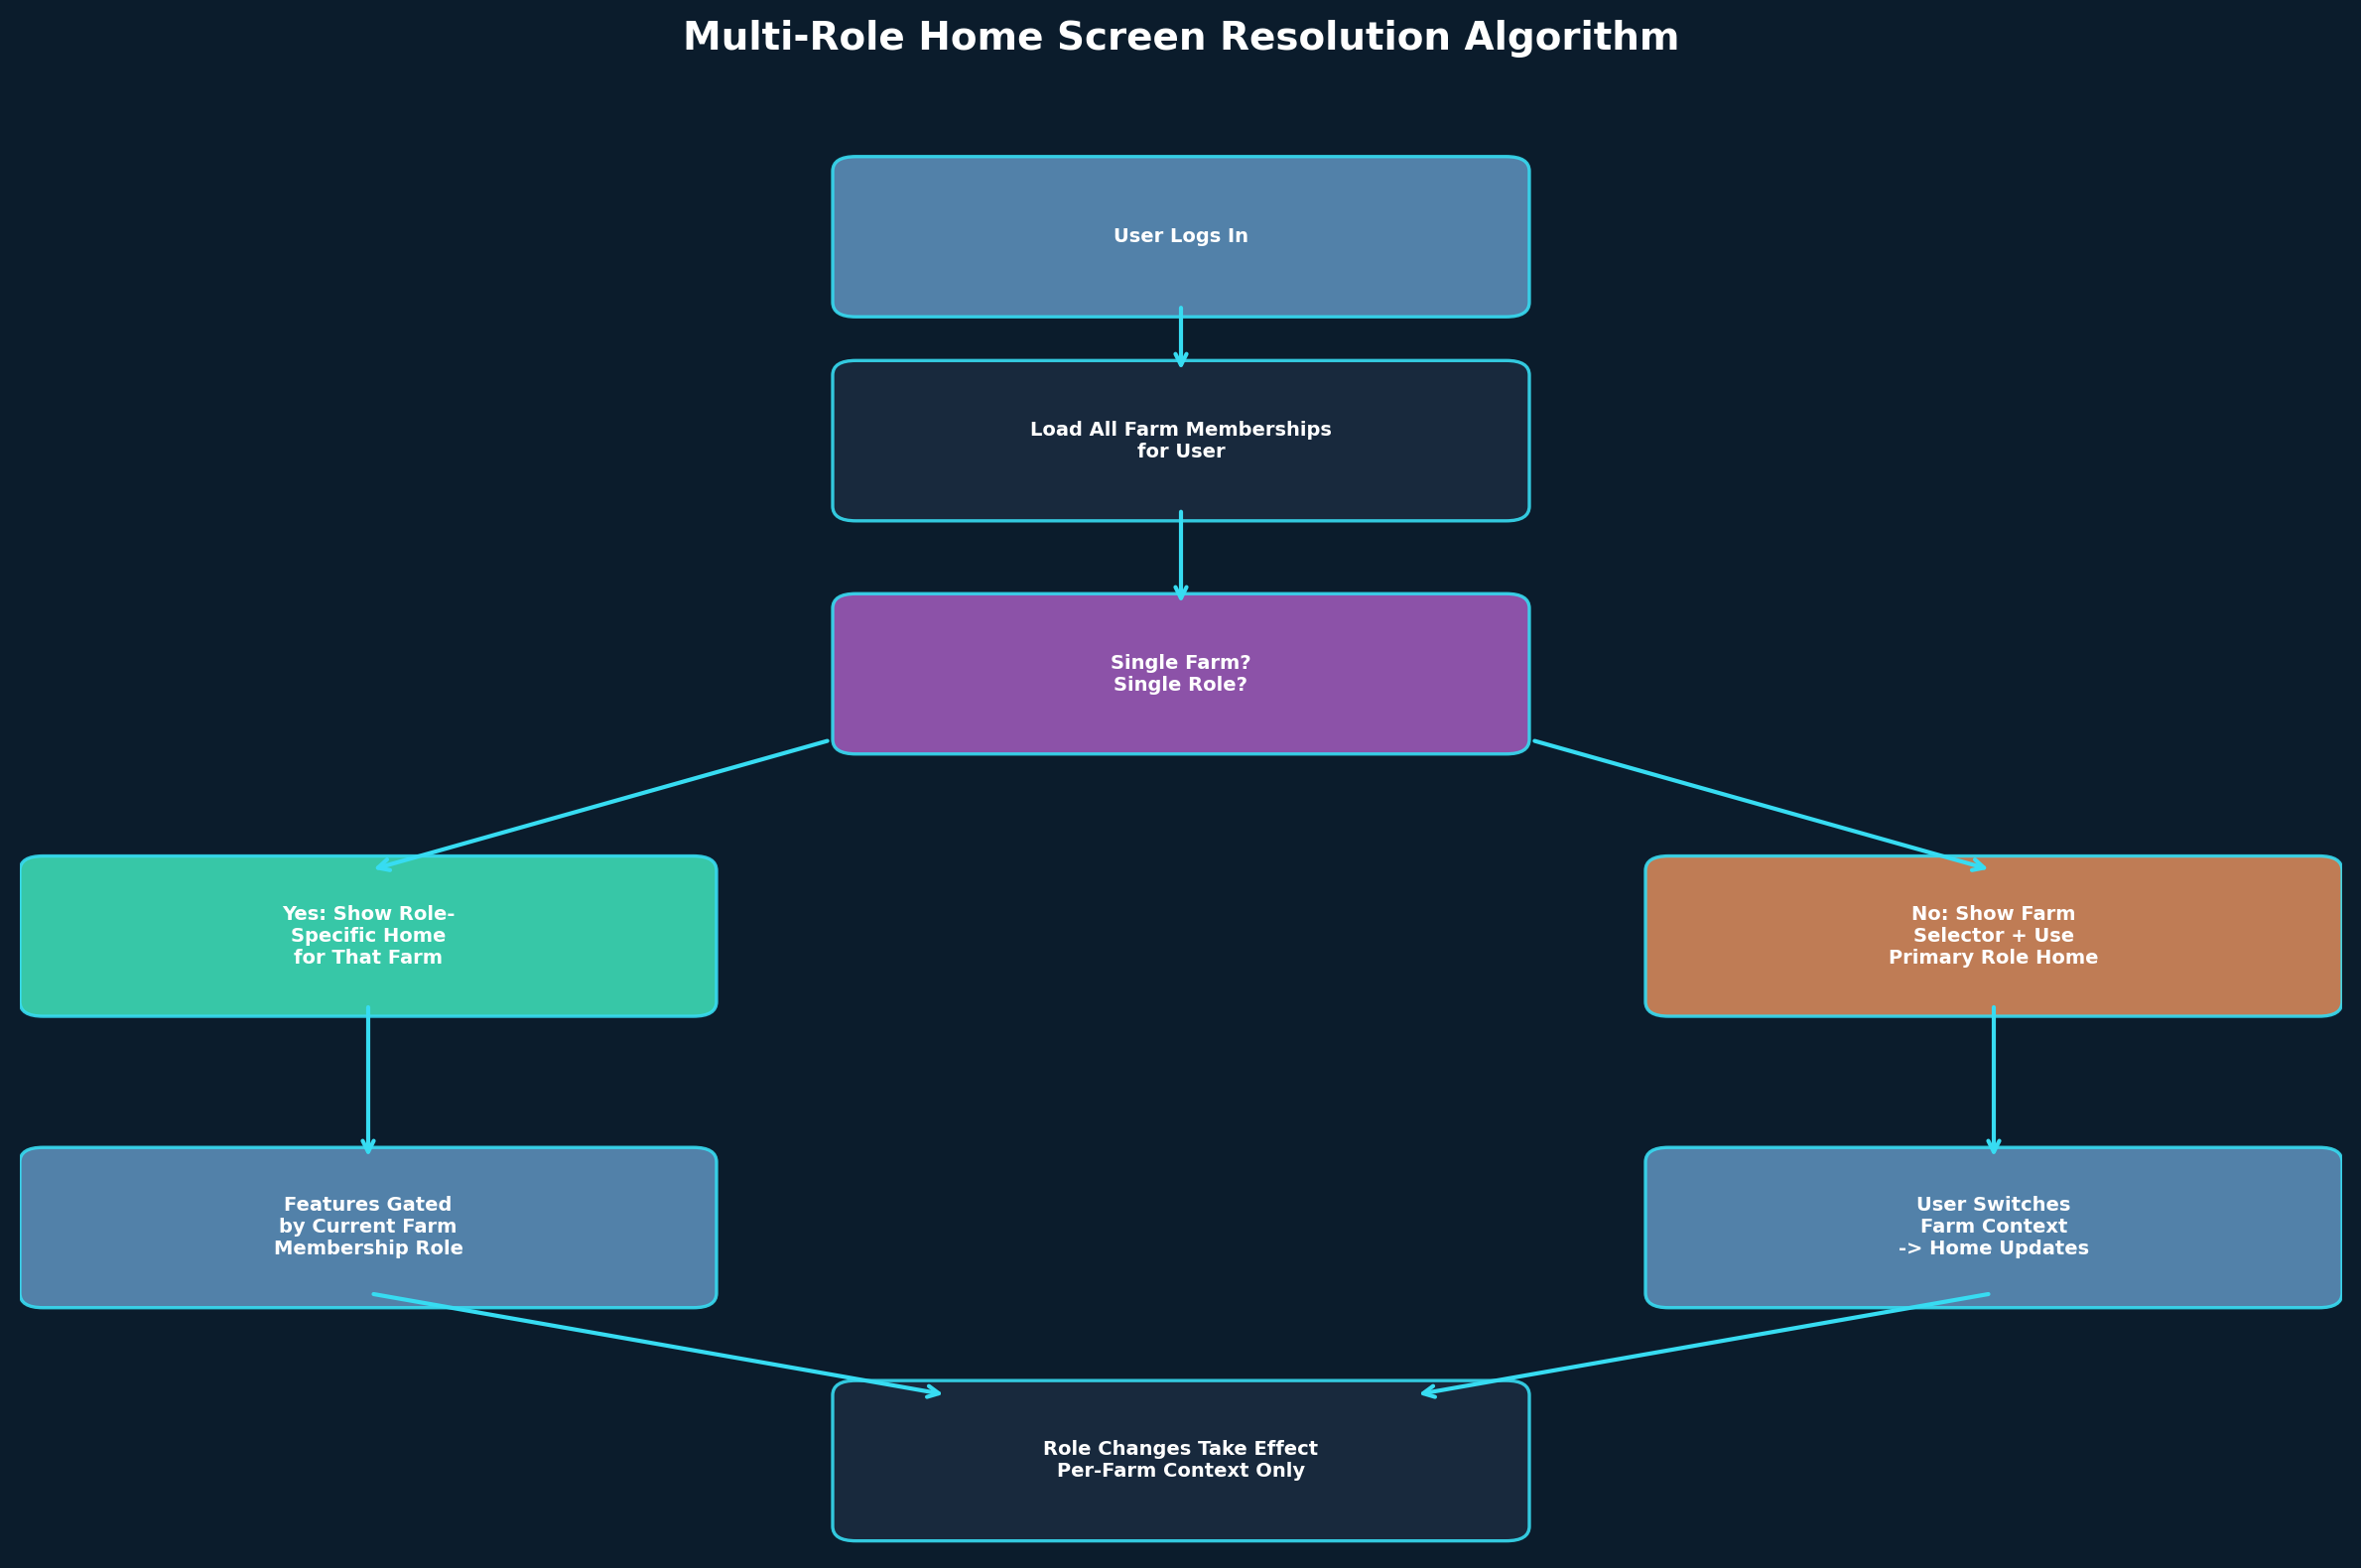 Multi-Role Home Screen Resolution Algorithm
User Logs In
Load All Farm Memberships
for User
Single Farm?
Single Role?
Yes: Show Role-
Specific Home
for That Farm
No: Show Farm
Selector + Use
Primary Role Home
Features Gated
by Current Farm
Membership Role
User Switches
Farm Context
-> Home Updates
Role Changes Take Effect
Per-Farm Context Only